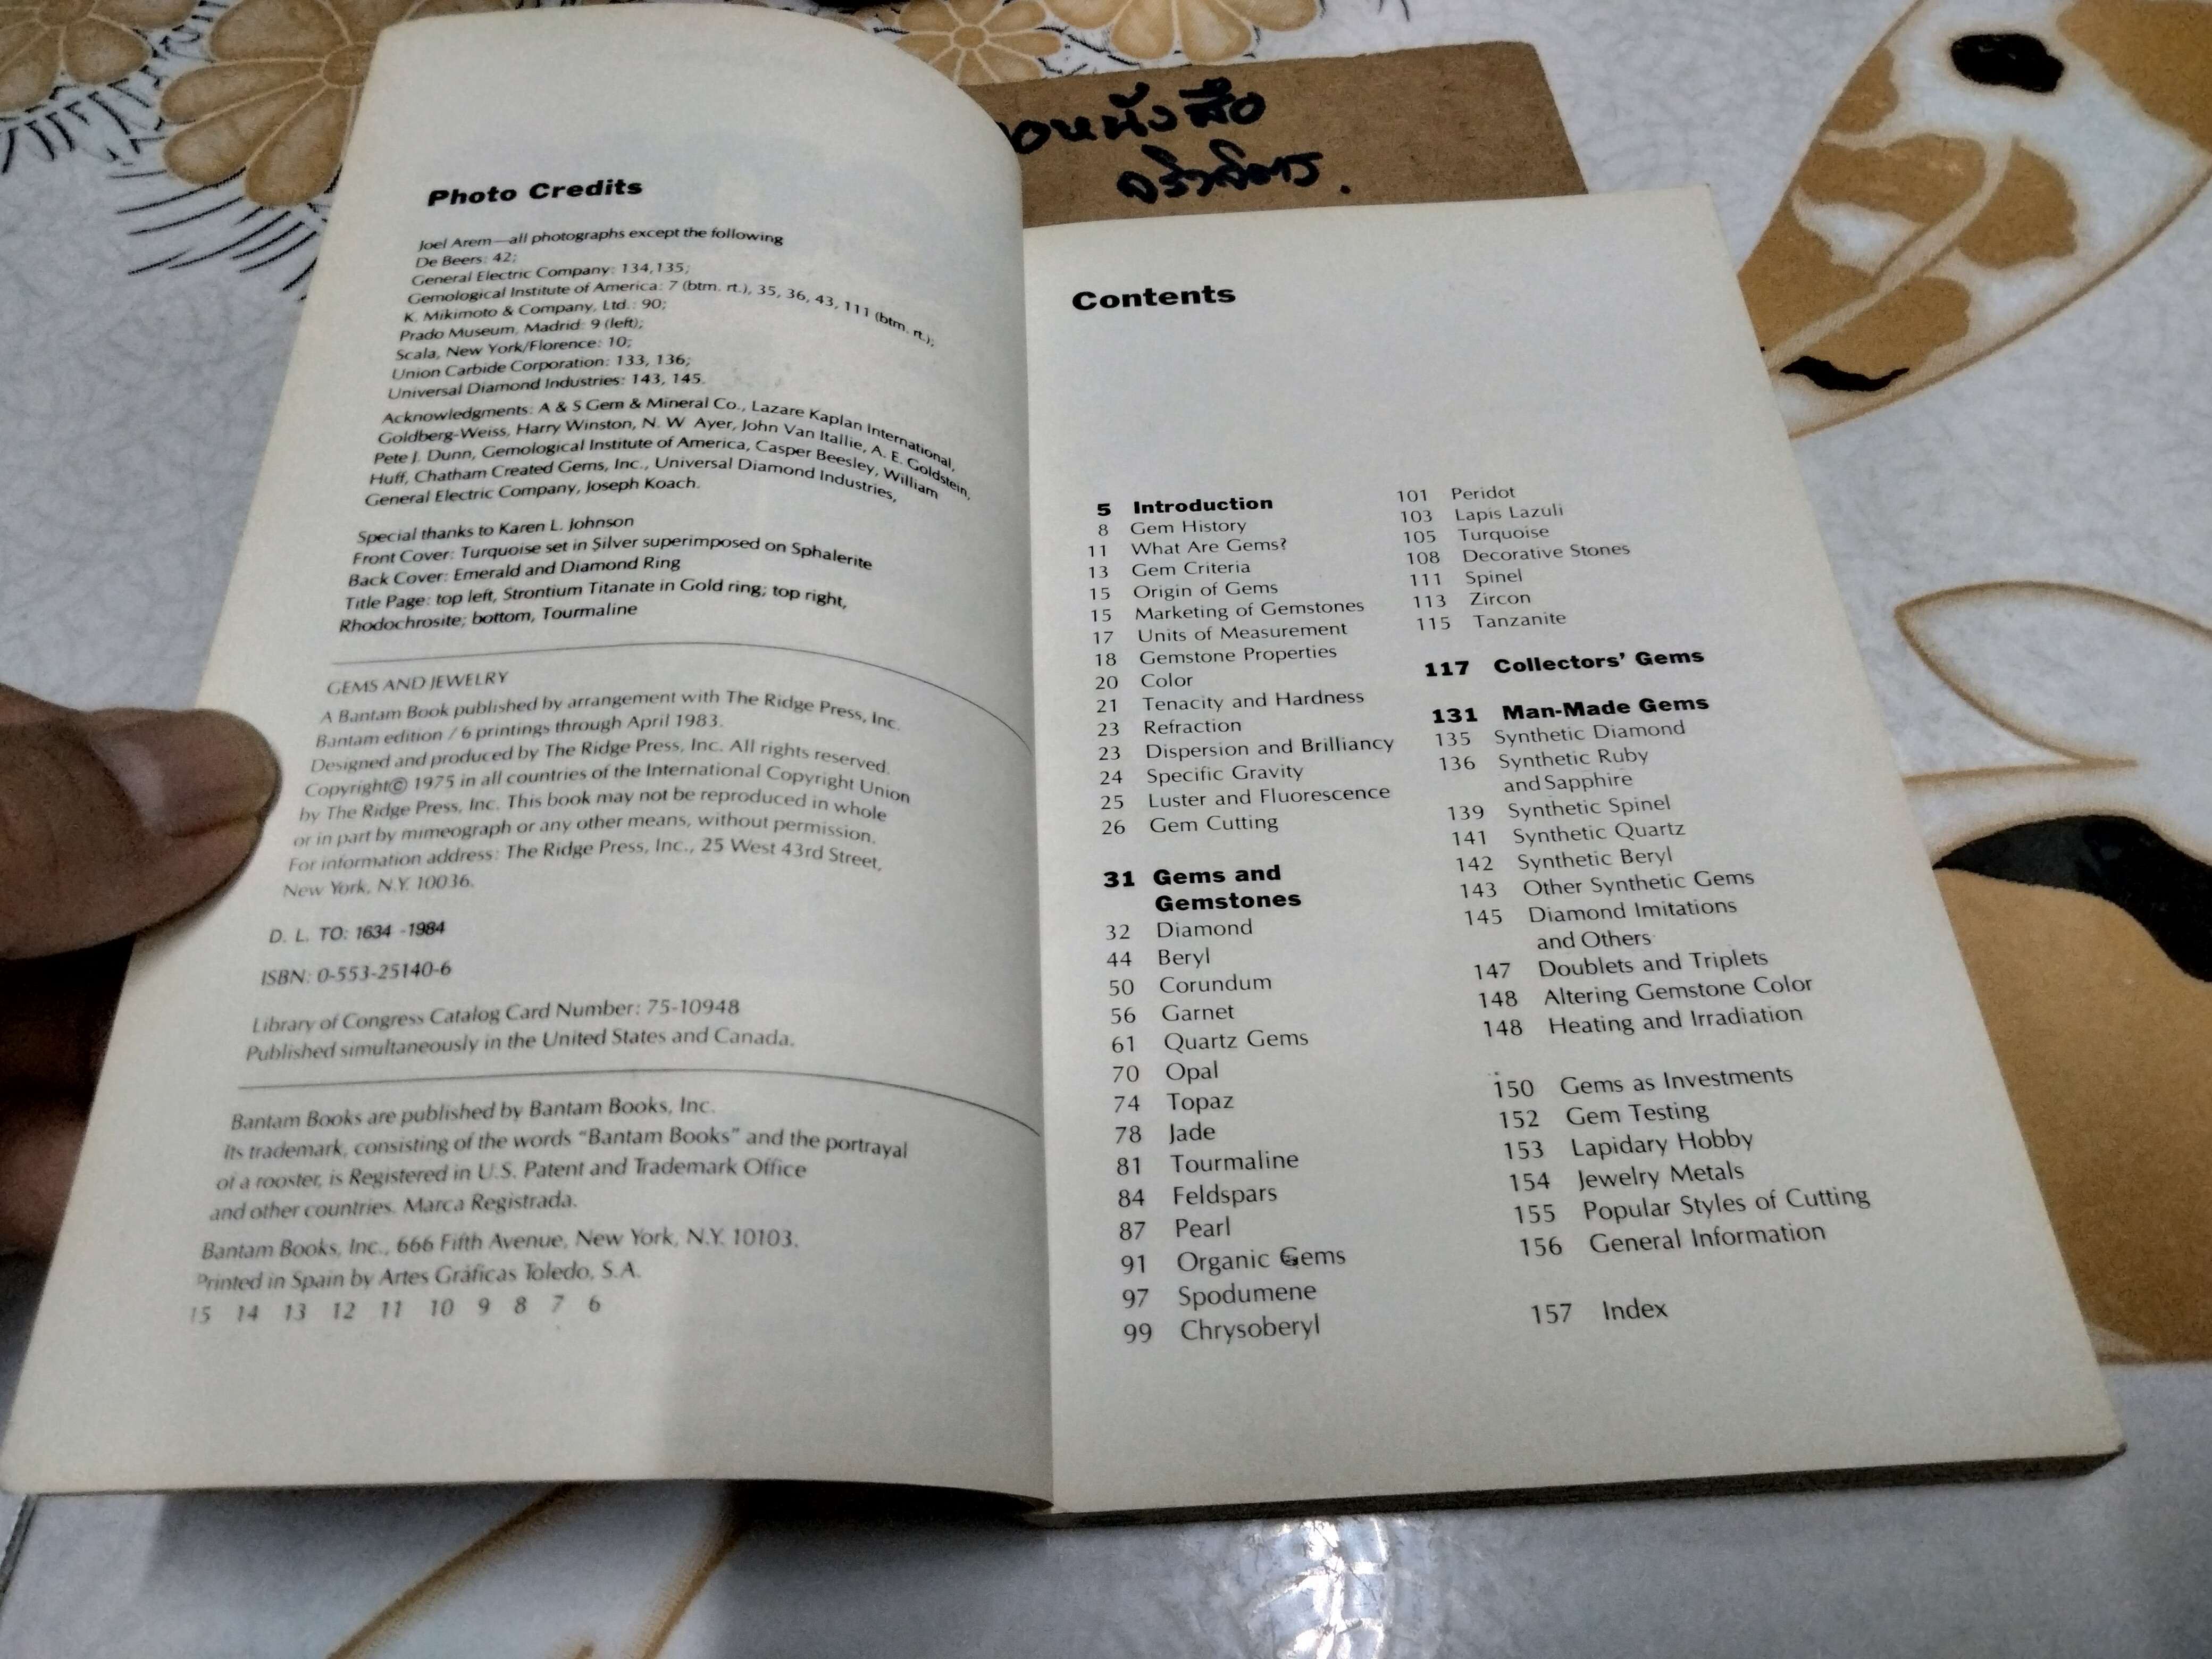 หนังสือ
Photo Credits
Joel Arem—all photographs except the following
De Beers: 42;
General Electric Company: 134,135;
Gemological Institute of America: 7 (btm. rt.), 35, 36, 43, 111 (btm. rt.);
K. Mikimoto & Company, Ltd.: 90;
Prado Museum, Madrid: 9 (left);
Scala, New York/Florence: 10;
Union Carbide Corporation: 133, 136;
Universal Diamond Industries: 143, 145.
Acknowledgments: A & S Gem & Mineral Co., Lazare Kaplan International,
Goldberg-Weiss, Harry Winston, N. W Ayer, John Van Itallie, A. E. Goldstein,
Pete J. Dunn, Gemological Institute of America, Casper Beesley, William
Huff, Chatham Created Gems, Inc., Universal Diamond Industries,
General Electric Company, Joseph Koach.
Special thanks to Karen L. Johnson
Front Cover: Turquoise set in Silver superimposed on Sphalerite
Back Cover: Emerald and Diamond Ring
Title Page: top left, Strontium Titanate in Gold ring; top right,
Rhodochrosite; bottom, Tourmaline
GEMS AND JEWELRY
A Bantam Book published by arrangement with The Ridge Press, Inc.
Bantam edition / 6 printings through April 1983.
Designed and produced by The Ridge Press, Inc. All rights reserved.
Copyright© 1975 in all countries of the International Copyright Union
by The Ridge Press, Inc. This book may not be reproduced in whole
or in part by mimeograph or any other means, without permission.
For information address: The Ridge Press, Inc., 25 West 43rd Street,
New York, N.Y. 10036.
D. L. TO: 1634 -1984
ISBN: 0-553-25140-6
Library of Congress Catalog Card Number: 75-10948
Published simultaneously in the United States and Canada.
Bantam Books are published by Bantam Books, Inc.
Its trademark, consisting of the words "Bantam Books" and the portrayal
of a rooster, is Registered in U.S. Patent and Trademark Office
and other countries. Marca Registrada.
Bantam Books, Inc., 666 Fifth Avenue, New York, N.Y. 10103.
Printed in Spain by Artes Gráficas Toledo, S.A.
15 14 13 12 11 10 9 8 7 6
Contents
5 Introduction
8 Gem History
11 What Are Gems?
13 Gem Criteria
15 Origin of Gems
15 Marketing of Gemstones
17 Units of Measurement
18 Gemstone Properties
20 Color
21 Tenacity and Hardness
23 Refraction
23 Dispersion and Brilliancy
24 Specific Gravity
25 Luster and Fluorescence
26 Gem Cutting
31 Gems and
Gemstones
32 Diamond
44 Beryl
50 Corundum
56 Garnet
61 Quartz Gems
70 Opal
74 Topaz
78 Jade
81 Tourmaline
84 Feldspars
87 Pearl
91 Organic Gems
97 Spodumene
99 Chrysoberyl
101 Peridot
103 Lapis Lazuli
105 Turquoise
108 Decorative Stones
111 Spinel
113 Zircon
115 Tanzanite
117 Collectors' Gems
131 Man-Made Gems
135 Synthetic Diamond
136 Synthetic Ruby
and Sapphire
139 Synthetic Spinel
141 Synthetic Quartz
142 Synthetic Beryl
143 Other Synthetic Gems
145 Diamond Imitations
and Others
147 Doublets and Triplets
148 Altering Gemstone Color
148 Heating and Irradiation
150 Gems as Investments
152 Gem Testing
153 Lapidary Hobby
154 Jewelry Metals
155 Popular Styles of Cutting
156 General Information
157 Index